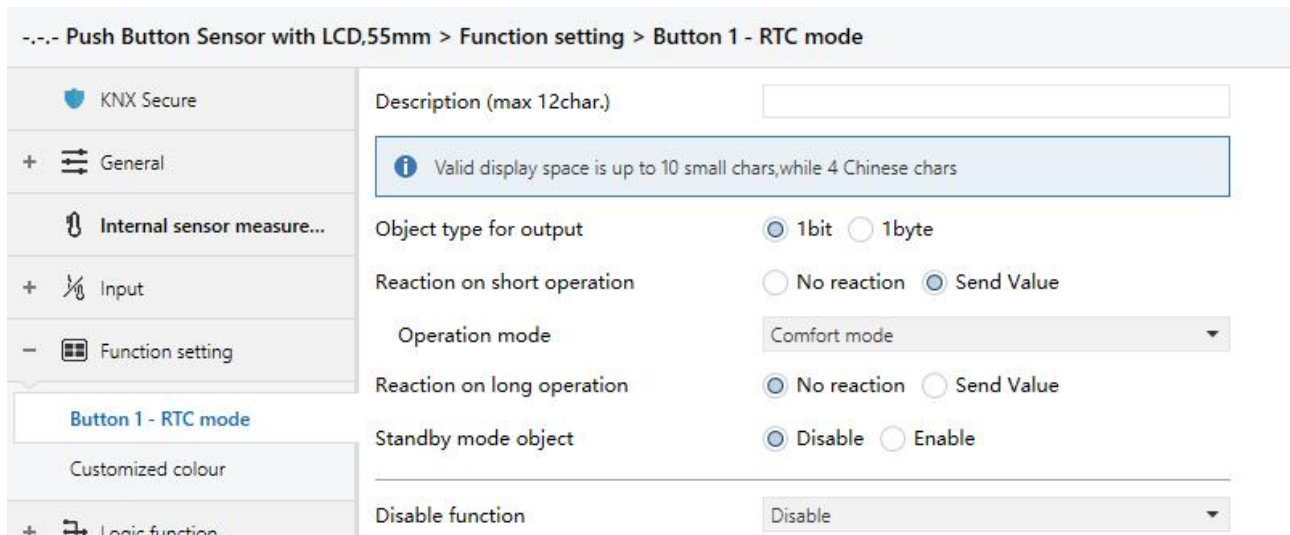 -.-.- Push Button Sensor with LCD,55mm > Function setting > Button 1 - RTC mode
KNX Secure
+ General
Internal sensor measure...
+ Input
- Function setting
Button 1 - RTC mode
Customized colour
+ Logic function
Description (max 12char.)
Valid display space is up to 10 small chars,while 4 Chinese chars
Object type for output 1bit 1byte
Reaction on short operation No reaction Send Value
Operation mode Comfort mode
Reaction on long operation No reaction Send Value
Standby mode object Disable Enable
Disable function Disable